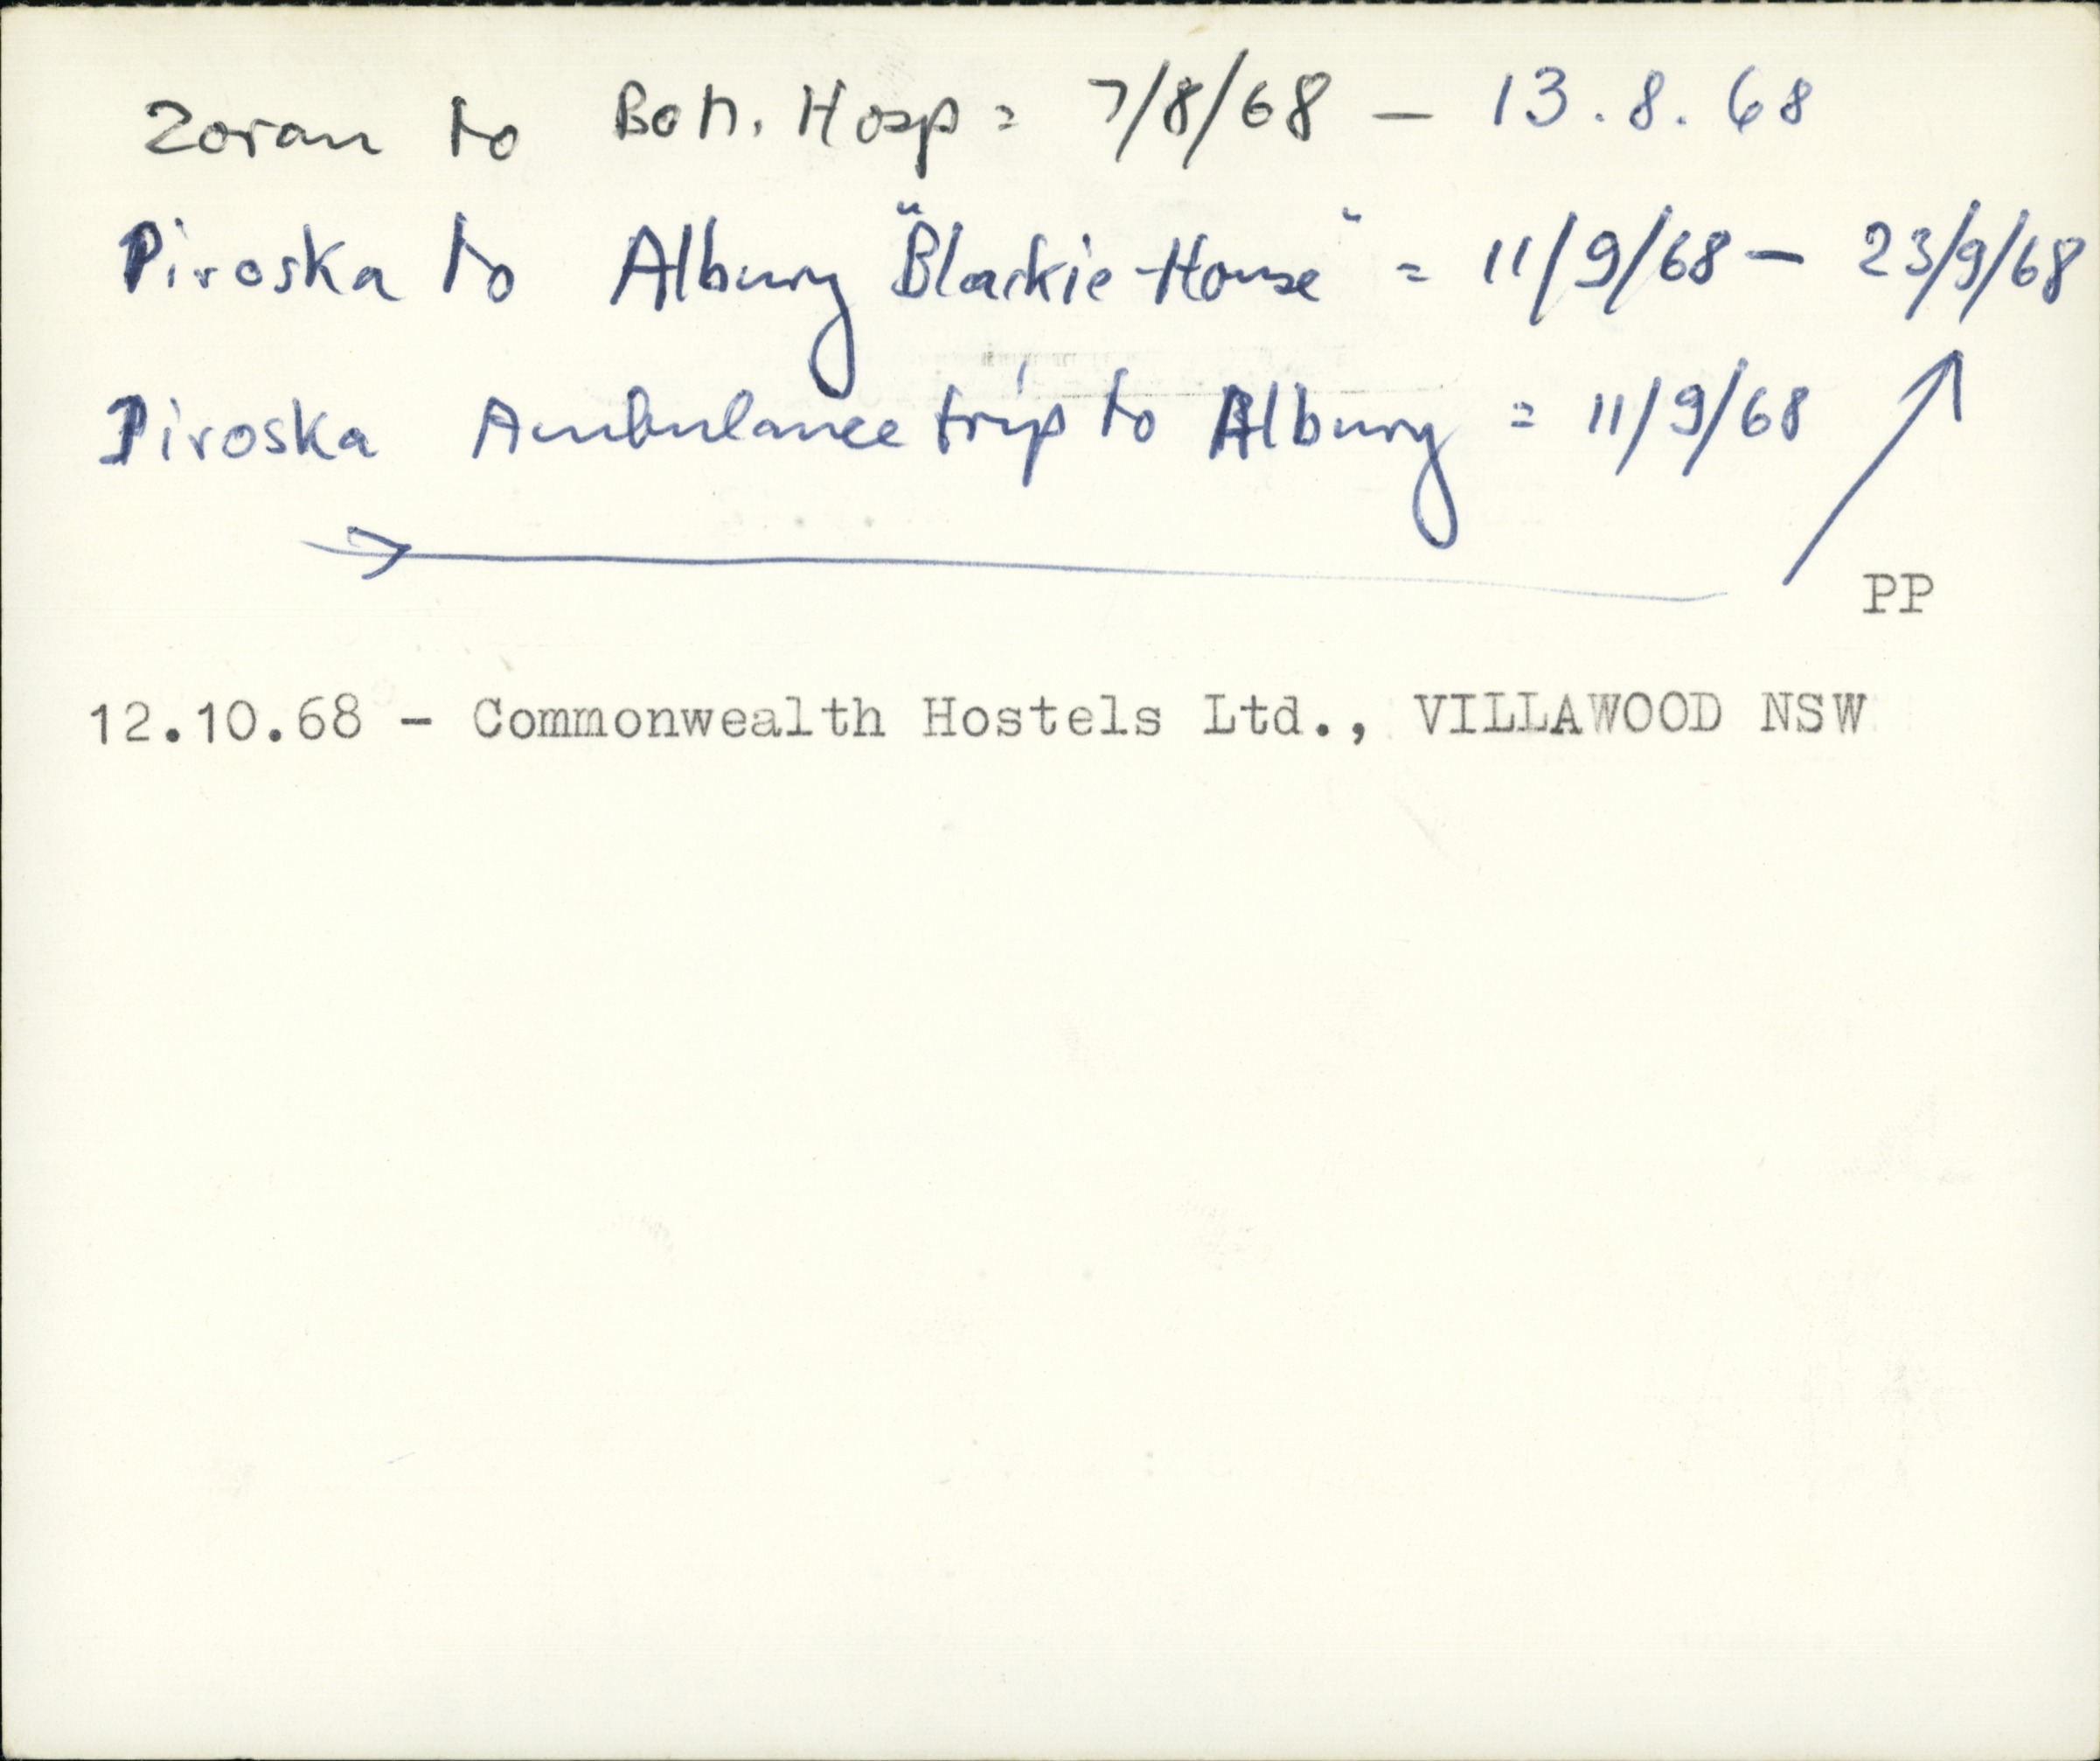 Zoran to Bon. Hosp = 7/8/68 – 13.8.68
Piroska to Albury "Blackie-House" = 11/9/68 – 23/9/68
Piroska Ambulance trip to Albury = 11/9/68
PP
12.10.68 - Commonwealth Hostels Ltd., VILLAWOOD NSW